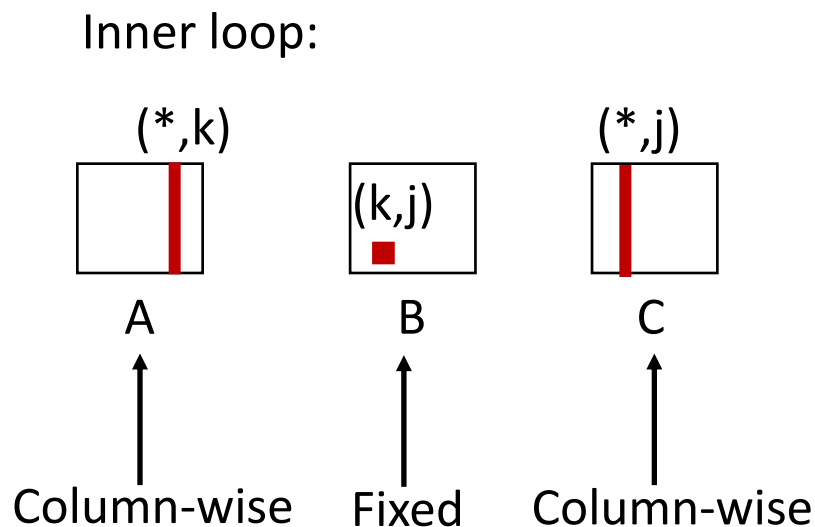 Inner loop:
(*,k)
(*,j)
(k,j)
A
B
C
Column-wise
Fixed
Column-wise